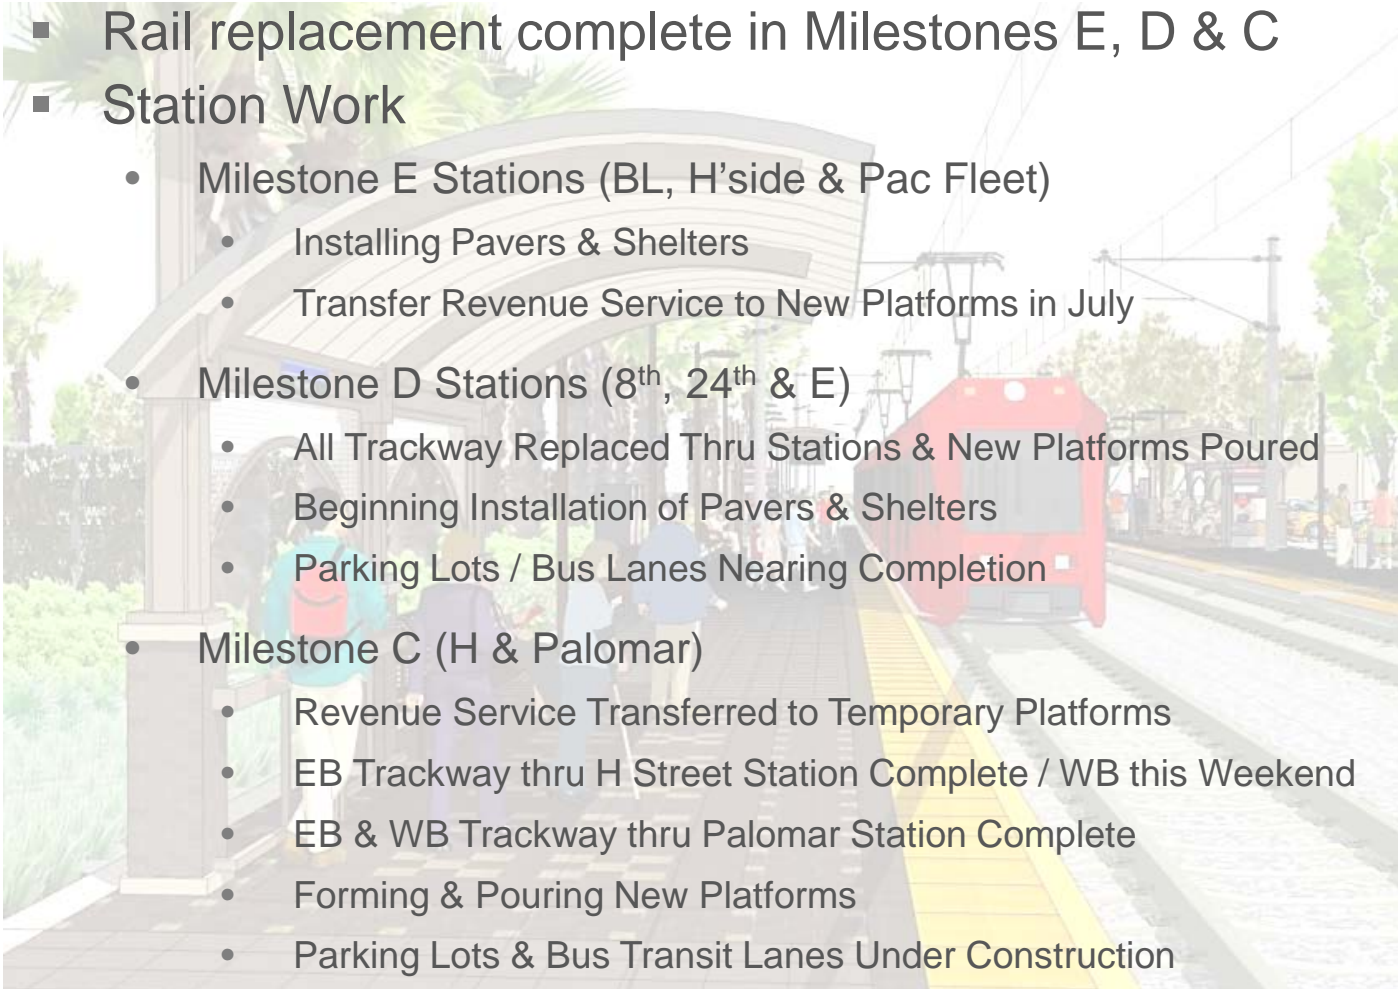 ▪ Rail replacement complete in Milestones E, D & C
▪ Station Work
• Milestone E Stations (BL, H’side & Pac Fleet)
• Installing Pavers & Shelters
• Transfer Revenue Service to New Platforms in July
• Milestone D Stations (8th, 24th & E)
• All Trackway Replaced Thru Stations & New Platforms Poured
• Beginning Installation of Pavers & Shelters
• Parking Lots / Bus Lanes Nearing Completion
• Milestone C (H & Palomar)
• Revenue Service Transferred to Temporary Platforms
• EB Trackway thru H Street Station Complete / WB this Weekend
• EB & WB Trackway thru Palomar Station Complete
• Forming & Pouring New Platforms
• Parking Lots & Bus Transit Lanes Under Construction